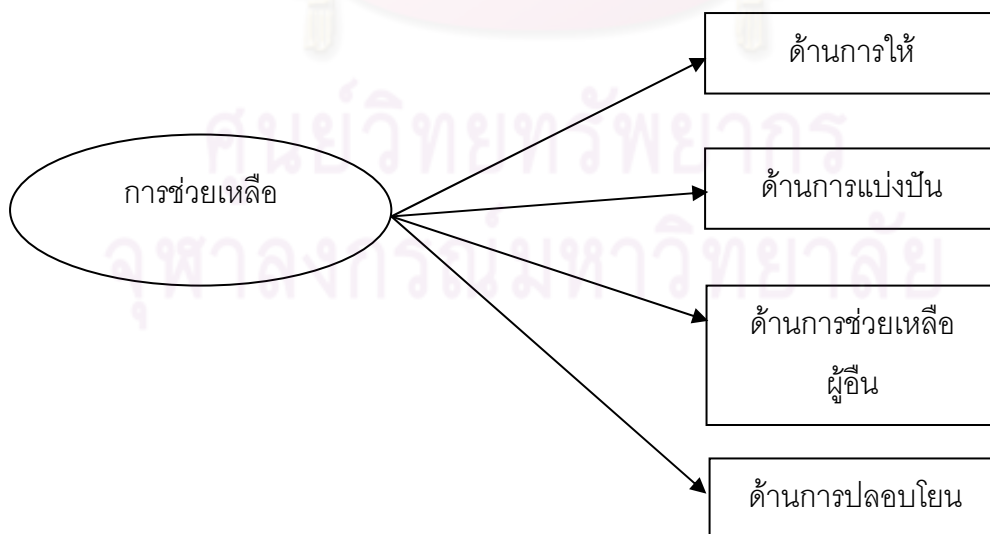 ด้านการให้
ศูนย์วิทยทรัพยากร
การช่วยเหลือ
ด้านการแบ่งปัน
จุฬาลงกรณ์มหาวิทยาลัย
ด้านการช่วยเหลือ
ผู้อื่น
ด้านการปลอบโยน